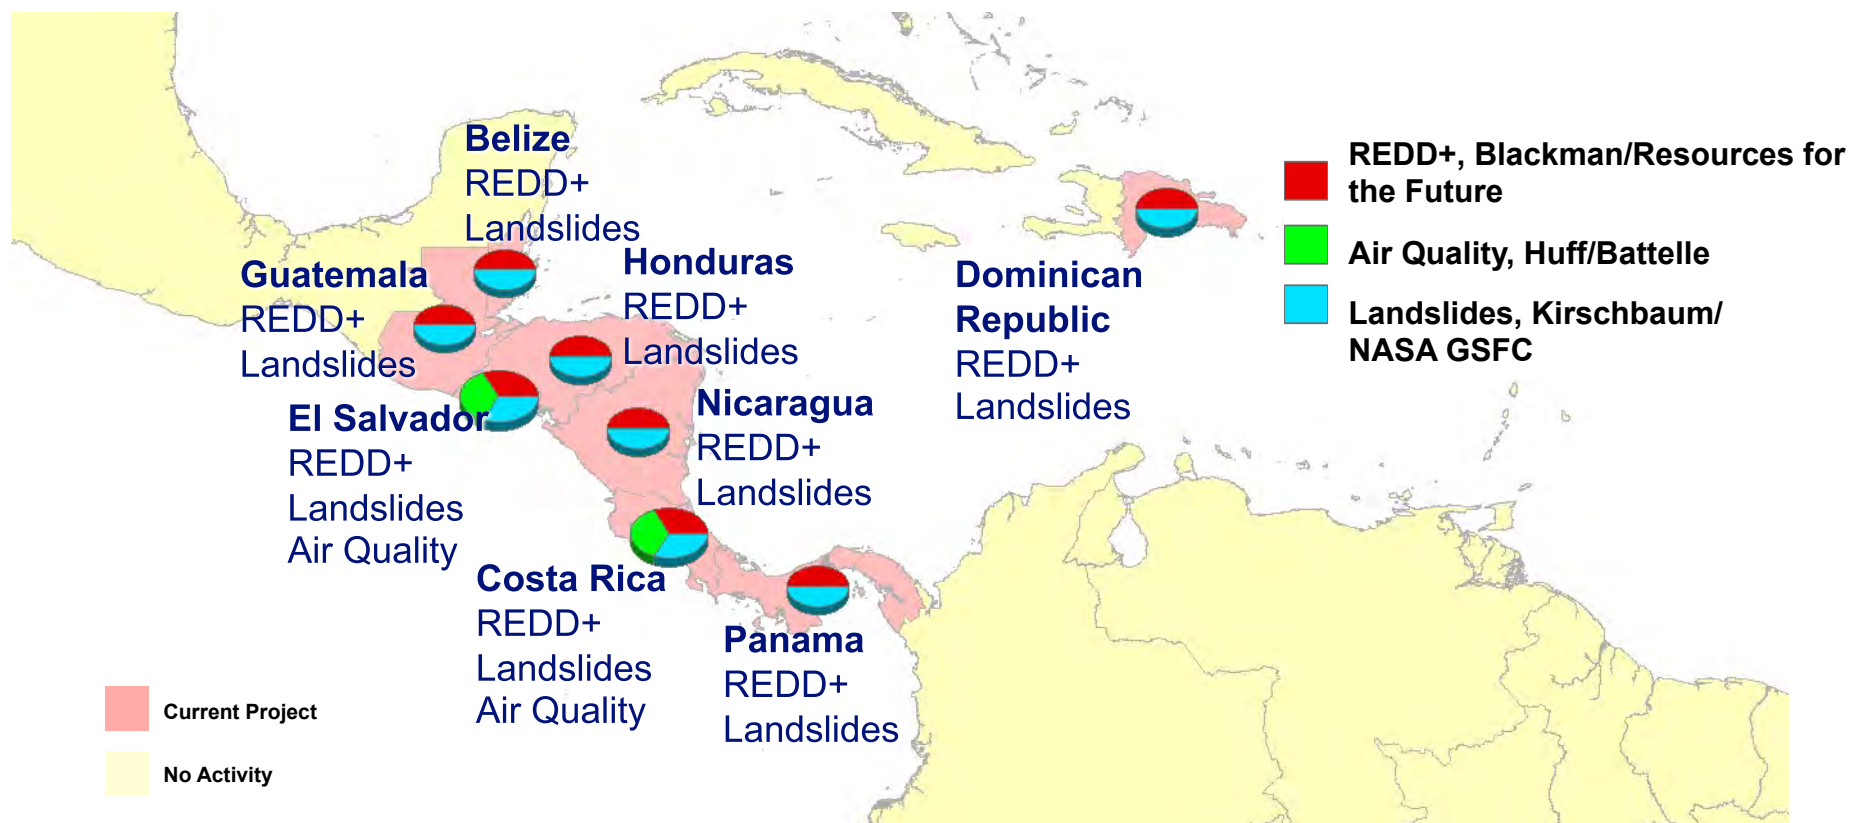 Belize
REDD+
Landslides
Guatemala
REDD+
Landslides
Honduras
REDD+
Landslides
El Salvador
REDD+
Landslides
Air Quality
Nicaragua
REDD+
Landslides
Costa Rica
REDD+
Landslides
Air Quality
Panama
REDD+
Landslides
Dominican
Republic
REDD+
Landslides
REDD+, Blackman/Resources for
the Future
Air Quality, Huff/Battelle
Landslides, Kirschbaum/
NASA GSFC
Current Project
No Activity